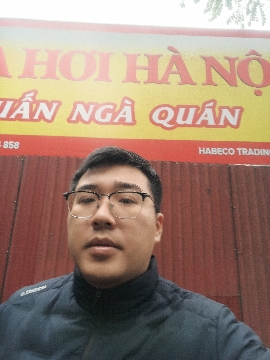 A HƠI HÀ NỘ
UẤN NGÀ QUÁN
858
HABECO TRADING